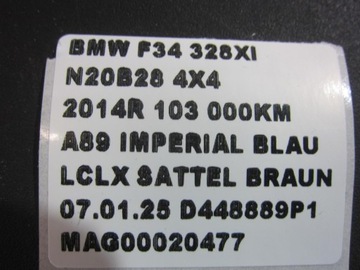 BMW F34 328XI
N20B28 4X4
2014R 103 000KM
A89 IMPERIAL BLAU
LCLX SATTEL BRAUN
07.01.25 D448889P1
MAG00020477